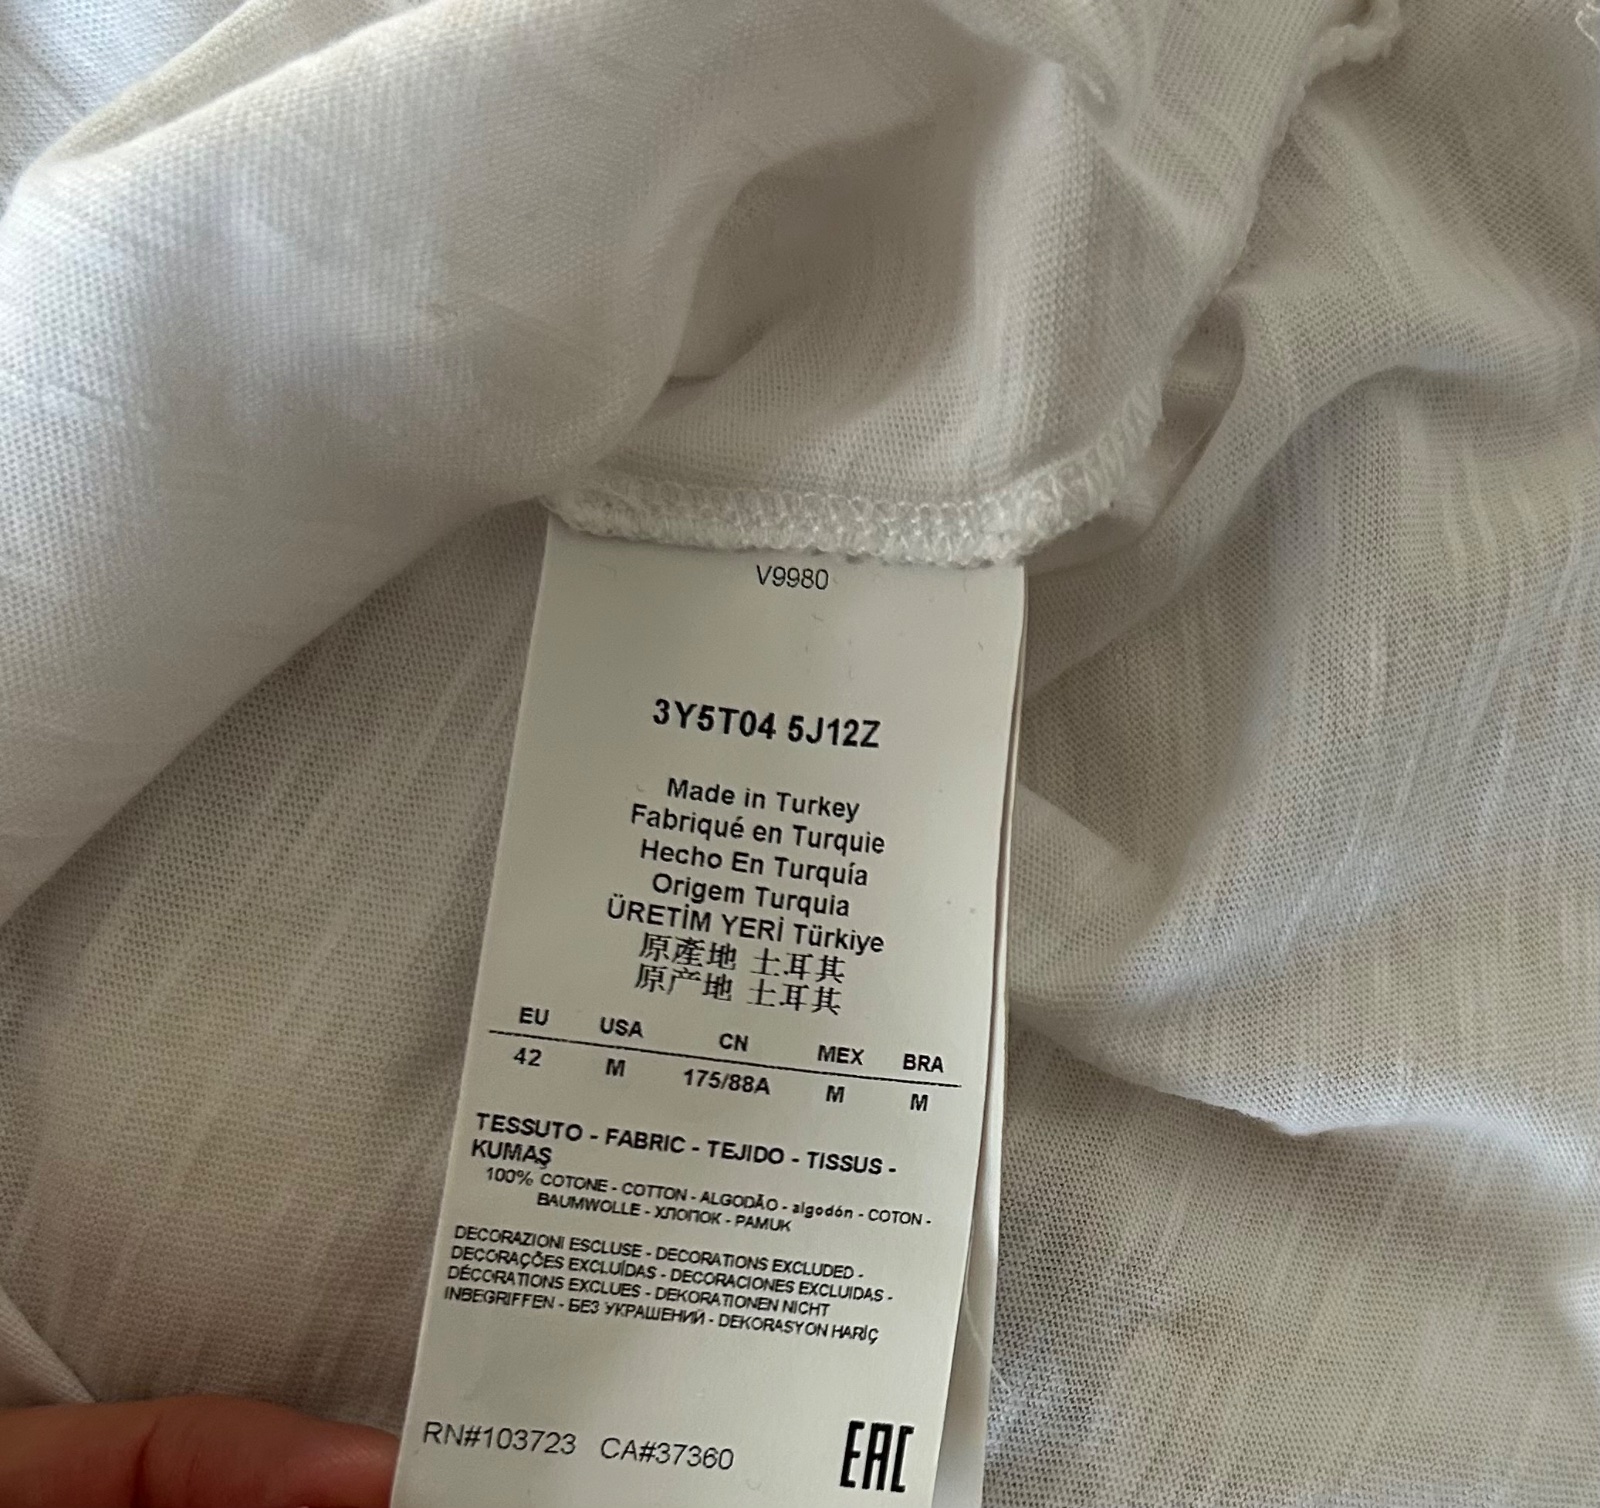 V9980
3Y5T04 5J12Z
Made in Turkey
Fabriqué en Turquie
Hecho En Turquía
Origem Turquia
ÜRETİM YERİ Türkiye
原產地 土耳其
原产地 土耳其
EU USA CN MEX BRA
42 M 175/88A M M
TESSUTO - FABRIC - TEJIDO - TISSUS -
KUMAŞ
100% COTONE - COTTON - ALGODÃO - algodón - COTON -
BAUMWOLLE - ХЛОПОК - PAMUK
DECORAZIONI ESCLUSE - DECORATIONS EXCLUDED -
DECORAÇÕES EXCLUÍDAS - DECORACIONES EXCLUIDAS -
DÉCORATIONS EXCLUES - DEKORATIONEN NICHT
INBEGRIFFEN - БЕЗ УКРАШЕНИЙ - DEKORASYON HARİÇ
RN#103723 CA#37360 EAC